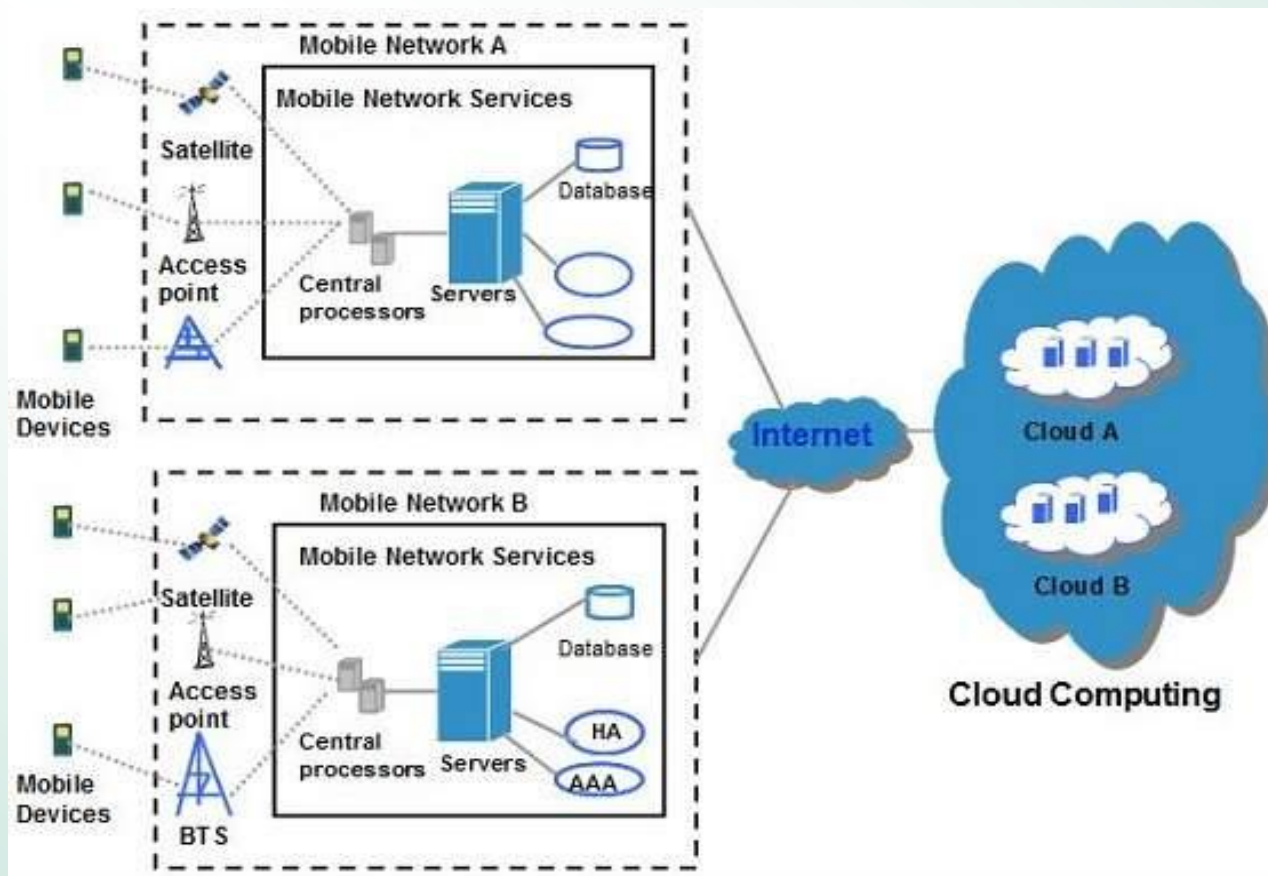 Mobile Network A
Mobile Network Services
Satellite
Database
Access
point
Central
processors
Servers
Mobile
Devices
Internet
Cloud A
Cloud B
Cloud Computing
Mobile Network B
Mobile Network Services
Satellite
Database
Access
point
Central
processors
Servers
HA
AAA
Mobile
Devices
BTS